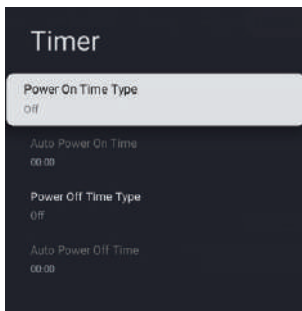 Timer
Power On Time Type
Off
Auto Power On Time
00:00
Power Off Time Type
Off
Auto Power Off Time
00:00